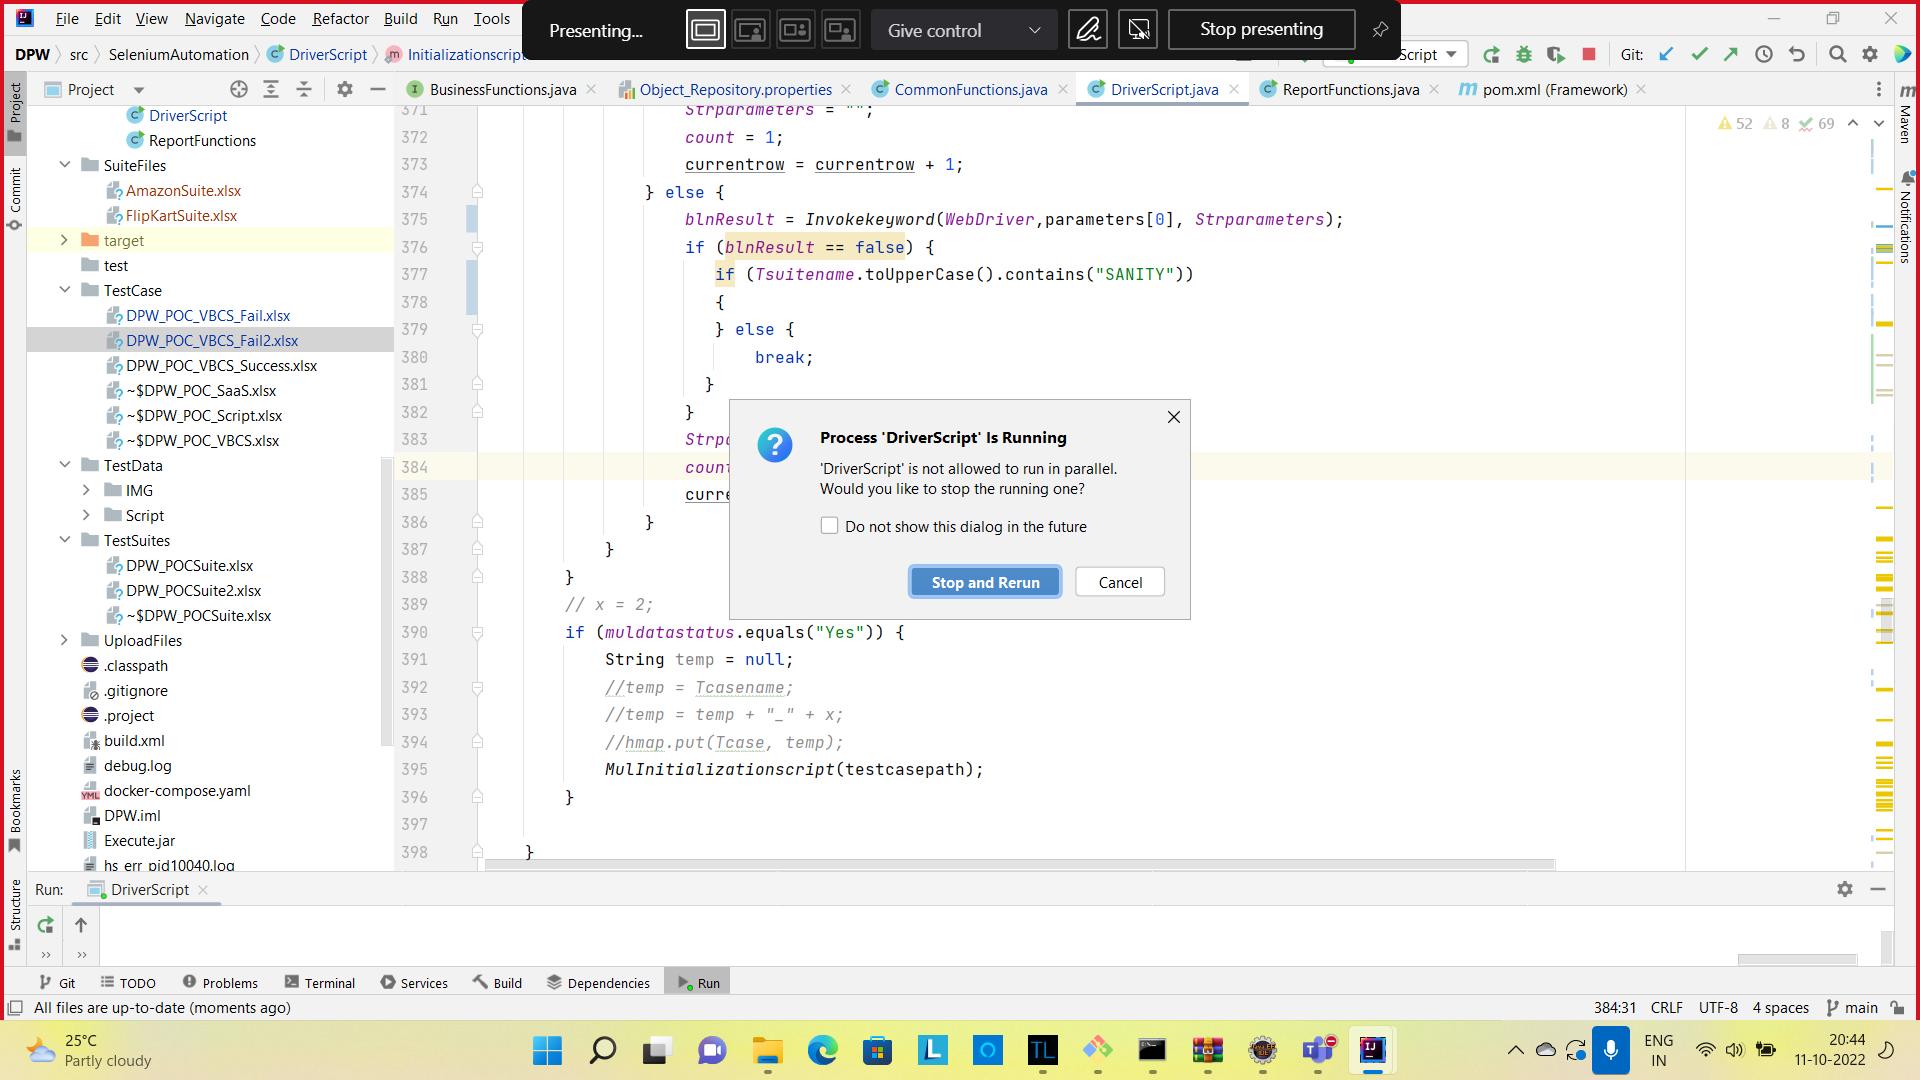 File Edit View Navigate Code Refactor Build Run Tools
Presenting...
Give control
Stop presenting
DPW src SeleniumAutomation DriverScript Initializationscript
Script
Git:
Project
BusinessFunctions.java
Object_Repository.properties
CommonFunctions.java
DriverScript.java
ReportFunctions.java
pom.xml (Framework)
Project
Commit
Bookmarks
Structure
Maven
Notifications
DriverScript
ReportFunctions
SuiteFiles
AmazonSuite.xlsx
FlipKartSuite.xlsx
target
test
TestCase
DPW_POC_VBCS_Fail.xlsx
DPW_POC_VBCS_Fail2.xlsx
DPW_POC_VBCS_Success.xlsx
~$DPW_POC_SaaS.xlsx
~$DPW_POC_Script.xlsx
~$DPW_POC_VBCS.xlsx
TestData
IMG
Script
TestSuites
DPW_POCSuite.xlsx
DPW_POCSuite2.xlsx
~$DPW_POCSuite.xlsx
UploadFiles
.classpath
.gitignore
.project
build.xml
debug.log
docker-compose.yaml
DPW.iml
Execute.jar
hs_err_pid10040.log
52 8 69
371 Strparameters = "";
372 count = 1;
373 currentrow = currentrow + 1;
374 } else {
375 blnResult = Invokekeyword(WebDriver,parameters[0], Strparameters);
376 if (blnResult == false) {
377 if (Tsuitename.toUpperCase().contains("SANITY"))
378 {
379 } else {
380 break;
381 }
382 }
383 Strp
384 count
385 curre
386 }
387 }
388 }
389 // x = 2;
390 if (muldatastatus.equals("Yes")) {
391 String temp = null;
392 //temp = Tcasename;
393 //temp = temp + "_" + x;
394 //hmap.put(Tcase, temp);
395 MulInitializationscript(testcasepath);
396 }
397
398 }
Process 'DriverScript' Is Running
'DriverScript' is not allowed to run in parallel.
Would you like to stop the running one?
Do not show this dialog in the future
Stop and Rerun
Cancel
Run: DriverScript
Git TODO Problems Terminal Services Build Dependencies Run
All files are up-to-date (moments ago)
384:31 CRLF UTF-8 4 spaces main
25°C
Partly cloudy
ENG
IN
20:44
11-10-2022